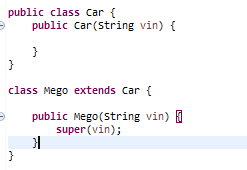 public class Car {
    public Car(String vin) {

    }
}

class Mego extends Car {

    public Mego(String vin) {
        super(vin);
    }
}